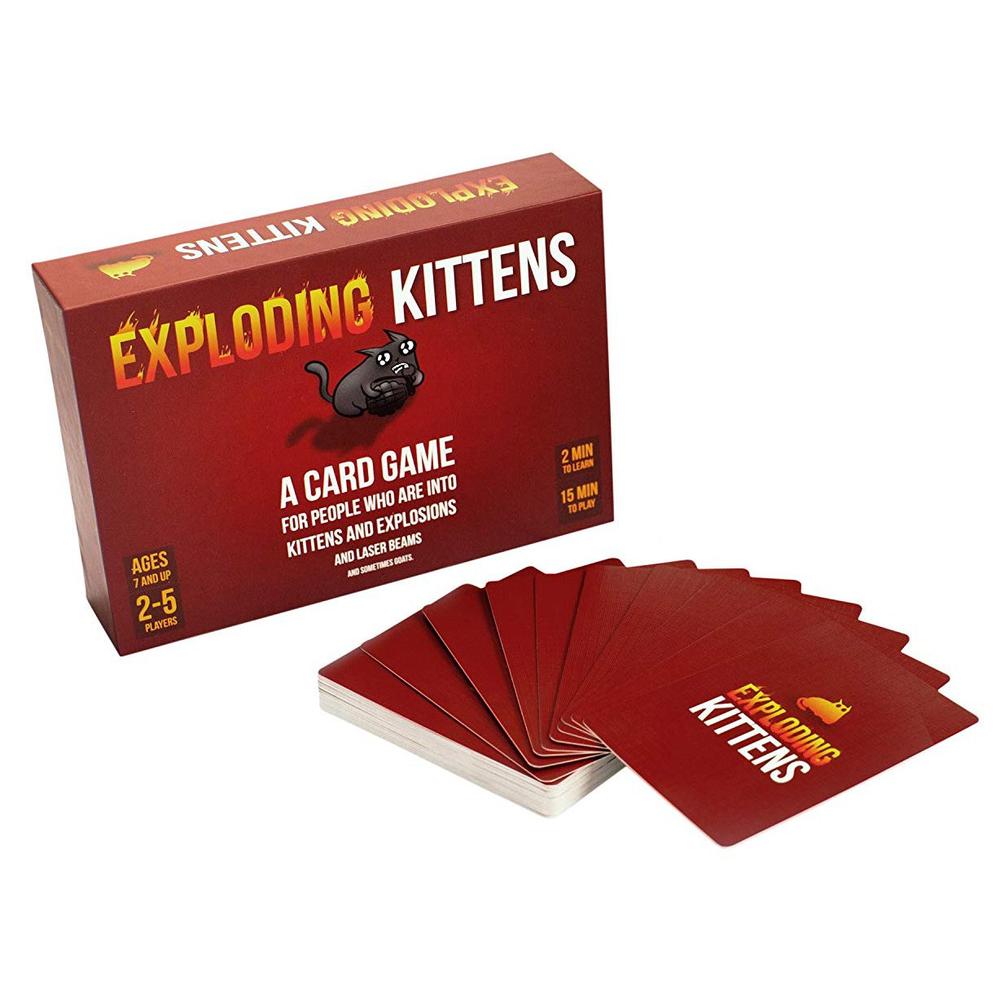 EXPLODING KITTENS
EXPLODING KITTENS
A CARD GAME
FOR PEOPLE WHO ARE INTO
KITTENS AND EXPLOSIONS
AND LASER BEAMS
AND SOMETIMES GOATS.
2 MIN
TO LEARN
15 MIN
TO PLAY
AGES
7 AND UP
2-5
PLAYERS
EXPLODING
KITTENS